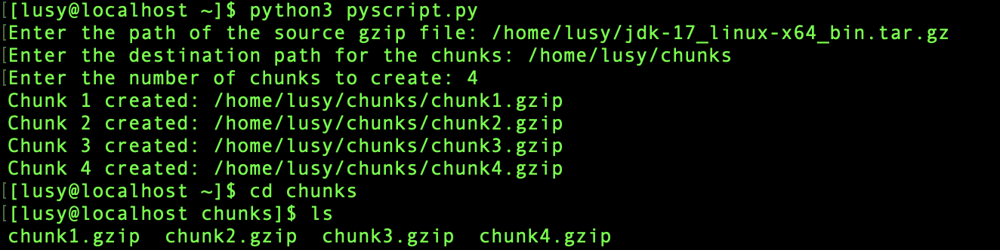 [[lusy@localhost ~]$ python3 pyscript.py
[Enter the path of the source gzip file: /home/lusy/jdk-17_linux-x64_bin.tar.gz
[Enter the destination path for the chunks: /home/lusy/chunks
[Enter the number of chunks to create: 4
Chunk 1 created: /home/lusy/chunks/chunk1.gzip
Chunk 2 created: /home/lusy/chunks/chunk2.gzip
Chunk 3 created: /home/lusy/chunks/chunk3.gzip
Chunk 4 created: /home/lusy/chunks/chunk4.gzip
[[lusy@localhost ~]$ cd chunks
[[lusy@localhost chunks]$ ls
chunk1.gzip  chunk2.gzip  chunk3.gzip  chunk4.gzip